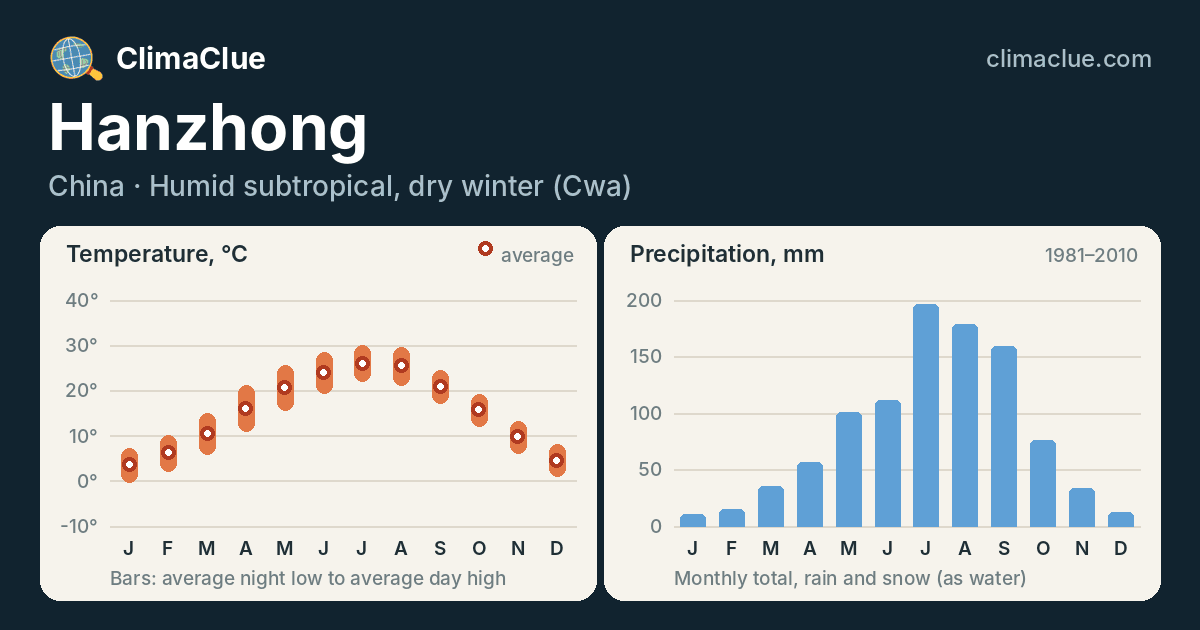 ClimaClue
climaclue.com
Hanzhong
China · Humid subtropical, dry winter (Cwa)
Temperature, °C
average
40°
30°
20°
10°
0°
-10°
J F M A M J J A S O N D
Bars: average night low to average day high
Precipitation, mm
1981–2010
200
150
100
50
0
J F M A M J J A S O N D
Monthly total, rain and snow (as water)